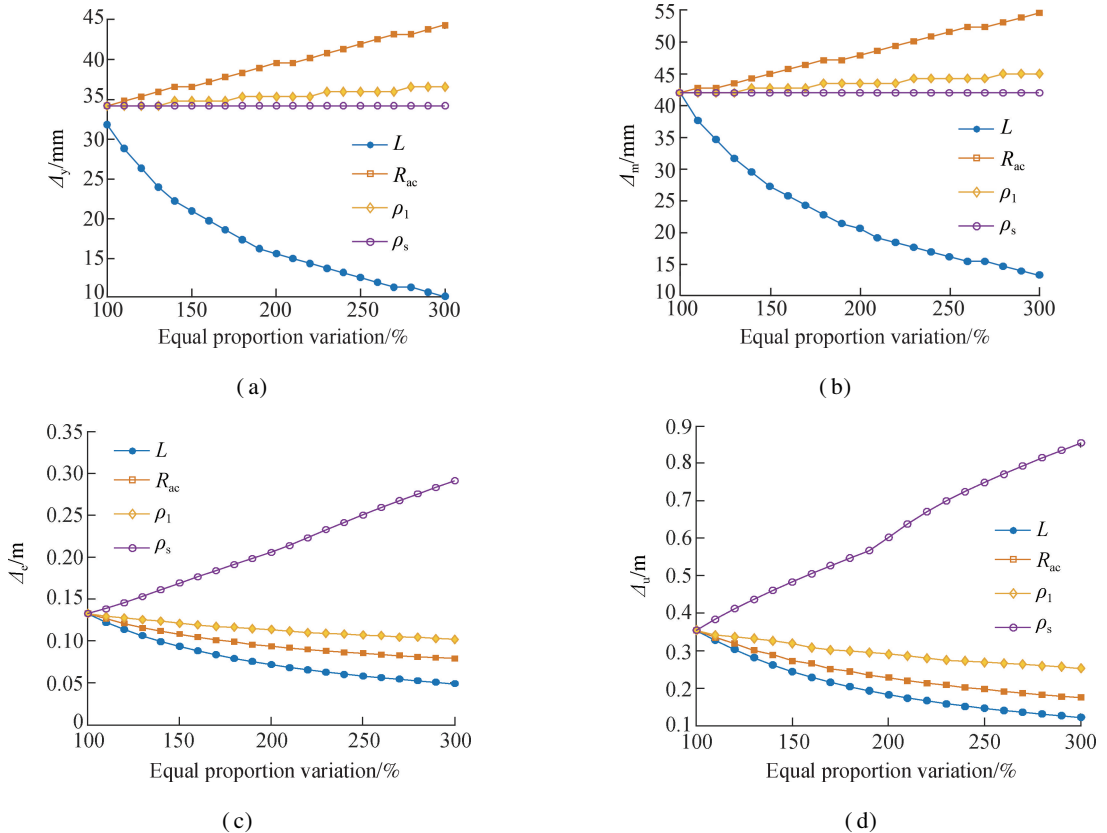 45
40
35
30
25
20
15
10
Δy/mm
L
Rac
ρ1
ρs
100 150 200 250 300
Equal proportion variation/%
(a)
55
50
45
40
35
30
25
20
15
10
Δm/mm
L
Rac
ρ1
ρs
100 150 200 250 300
Equal proportion variation/%
(b)
0.35
0.30
0.25
0.20
0.15
0.10
0.05
0
Δe/m
L
Rac
ρ1
ρs
100 150 200 250 300
Equal proportion variation/%
(c)
0.9
0.8
0.7
0.6
0.5
0.4
0.3
0.2
0.1
Δu/m
L
Rac
ρ1
ρs
100 150 200 250 300
Equal proportion variation/%
(d)